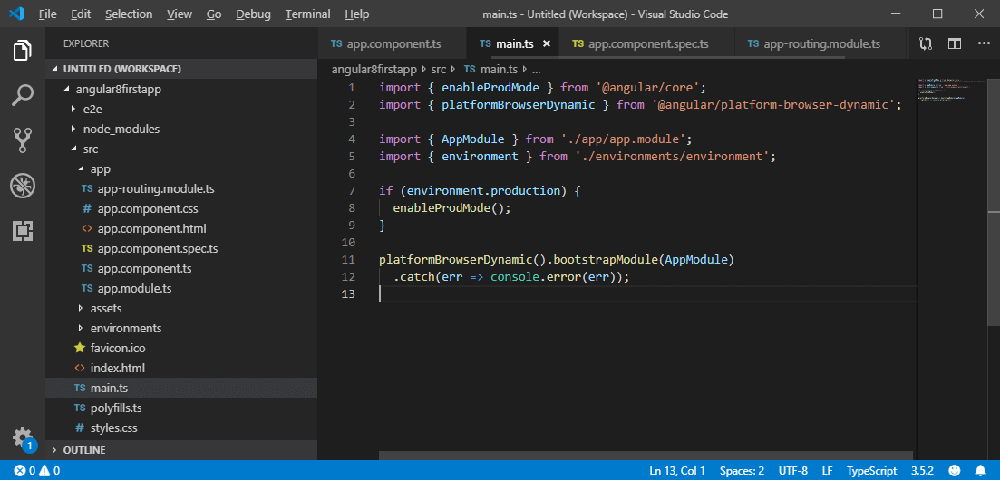 File Edit Selection View Go Debug Terminal Help main.ts - Untitled (Workspace) - Visual Studio Code
EXPLORER
UNTITLED (WORKSPACE)
angular8firstapp
e2e
node_modules
src
app
TS app-routing.module.ts
# app.component.css
<> app.component.html
TS app.component.spec.ts
TS app.component.ts
TS app.module.ts
assets
environments
favicon.ico
<> index.html
TS main.ts
TS polyfills.ts
# styles.css
OUTLINE
1
TS app.component.ts TS main.ts × TS app.component.spec.ts TS app-routing.module.ts ...
angular8firstapp › src › TS main.ts › ...
1 import { enableProdMode } from '@angular/core';
2 import { platformBrowserDynamic } from '@angular/platform-browser-dynamic';
3
4 import { AppModule } from './app/app.module';
5 import { environment } from './environments/environment';
6
7 if (environment.production) {
8 enableProdMode();
9 }
10
11 platformBrowserDynamic().bootstrapModule(AppModule)
12 .catch(err => console.error(err));
13
0 0 Ln 13, Col 1 Spaces: 2 UTF-8 LF TypeScript 3.5.2